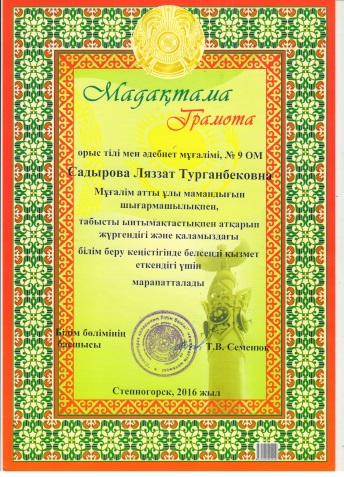 Мадақтама
Грамота
орыс тілі мен әдебиет мұғалімі, № 9 ОМ
Садырова Ляззат Турганбековна
Мұғалім атты ұлы мамандығын
шығармашылықпен,
табысты ынтымақтастықпен атқарып
жүргендігі және қаламыздағы
білім беру кеңістігінде белсенді қызмет
еткендігі үшін
марапатталады
Білім бөлімінің
басшысы
Т.В. Семенюк
Степногорск, 2016 жыл